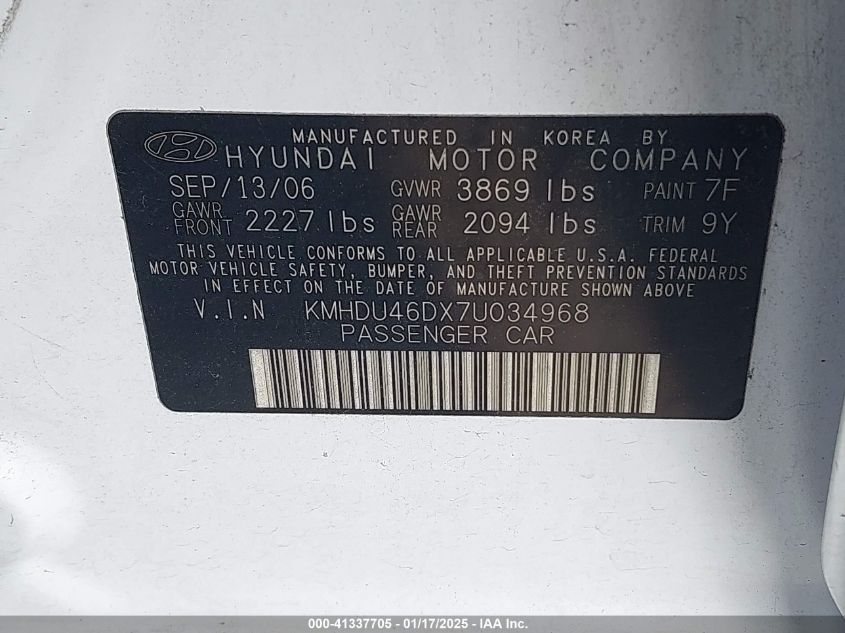 MANUFACTURED IN KOREA BY
HYUNDAI MOTOR COMPANY
SEP/13/06 GVWR 3869 lbs PAINT 7F
GAWR FRONT 2227 lbs GAWR REAR 2094 lbs TRIM 9Y
THIS VEHICLE CONFORMS TO ALL APPLICABLE U.S.A. FEDERAL
MOTOR VEHICLE SAFETY, BUMPER, AND THEFT PREVENTION STANDARDS
IN EFFECT ON THE DATE OF MANUFACTURE SHOWN ABOVE
V.I.N KMHDU46DX7U034968
PASSENGER CAR
000-41337705 - 01/17/2025 - IAA Inc.